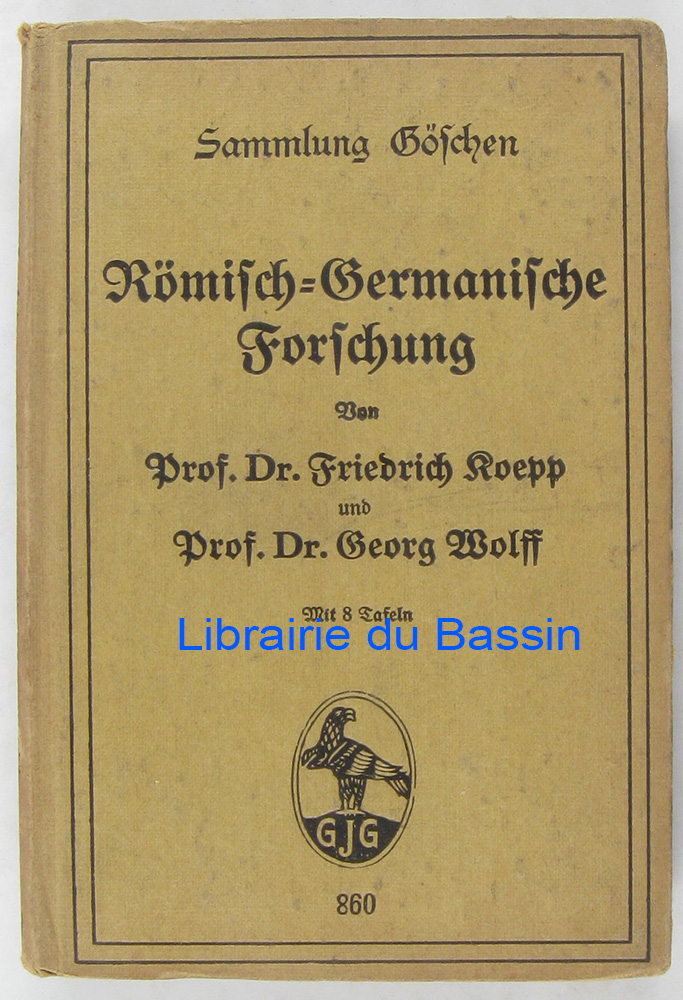 Sammlung Göschen
Römisch=Germanische
Forschung
Von
Prof. Dr. Friedrich Koepp
und
Prof. Dr. Georg Wolff
Mit 8 Tafeln
Librairie du Bassin
GJG
860